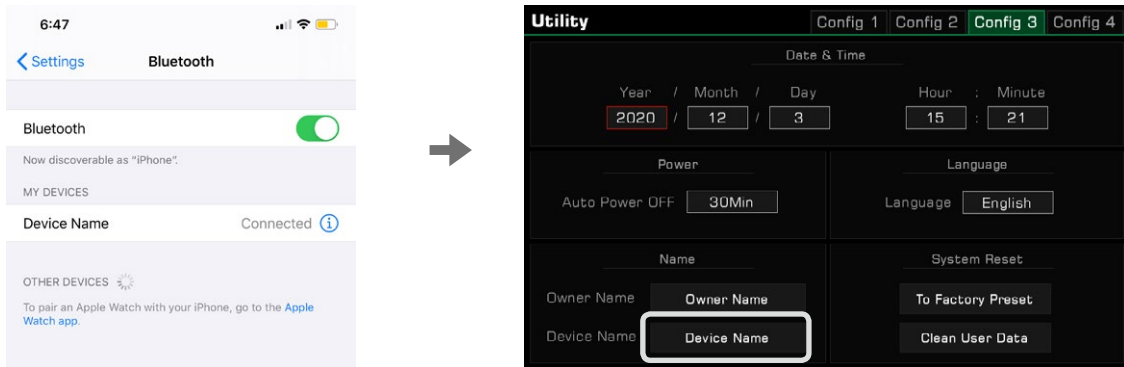 6:47
Settings
Bluetooth
Bluetooth
Now discoverable as “iPhone”.
MY DEVICES
Device Name Connected
OTHER DEVICES
To pair an Apple Watch with your iPhone, go to the Apple
Watch app.
Utility Config 1 Config 2 Config 3 Config 4
Date & Time
Year / Month / Day Hour : Minute
2020 / 12 / 3 15 : 21
Power
Auto Power OFF 30Min
Language
Language English
Name
Owner Name Owner Name
Device Name Device Name
System Reset
To Factory Preset
Clean User Data